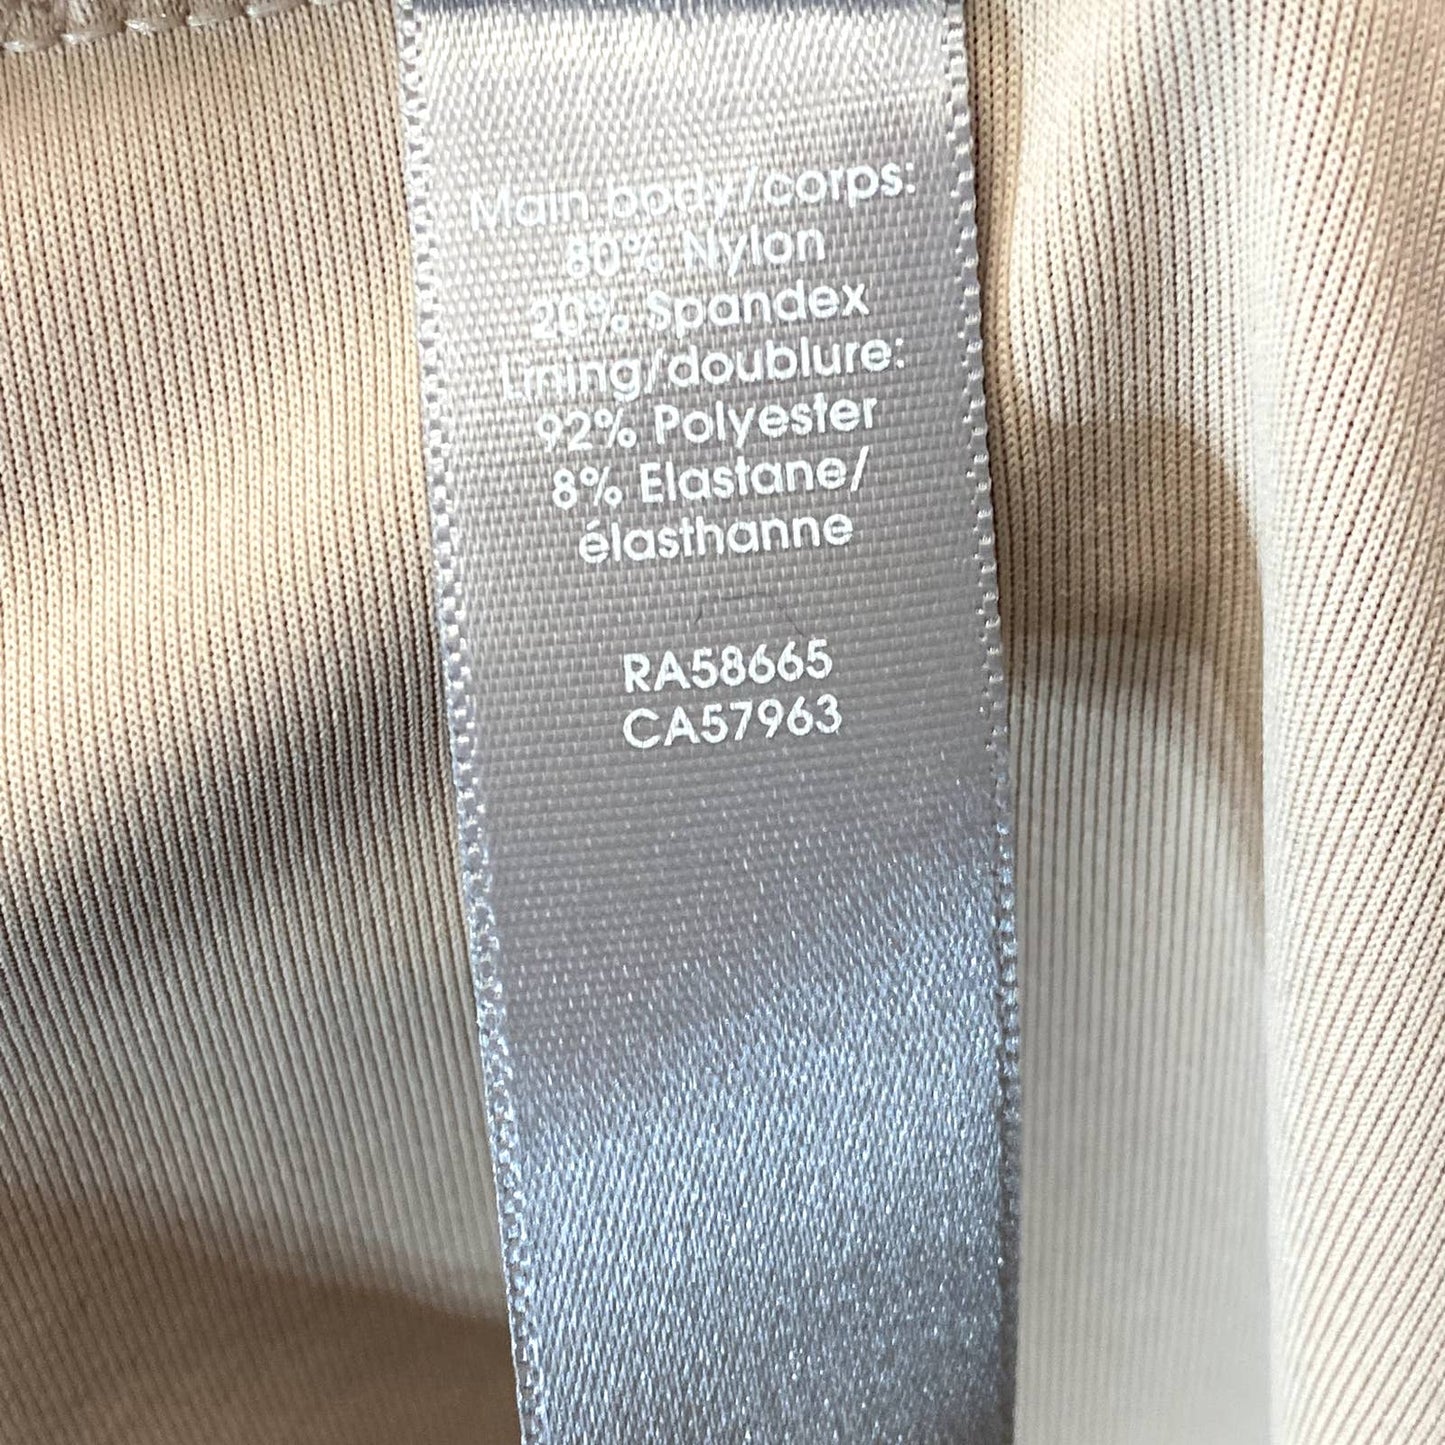 Main body/corps:
80% Nylon
20% Spandex
Lining/doublure:
92% Polyester
8% Elastane/
élasthanne
RA58665
CA57963